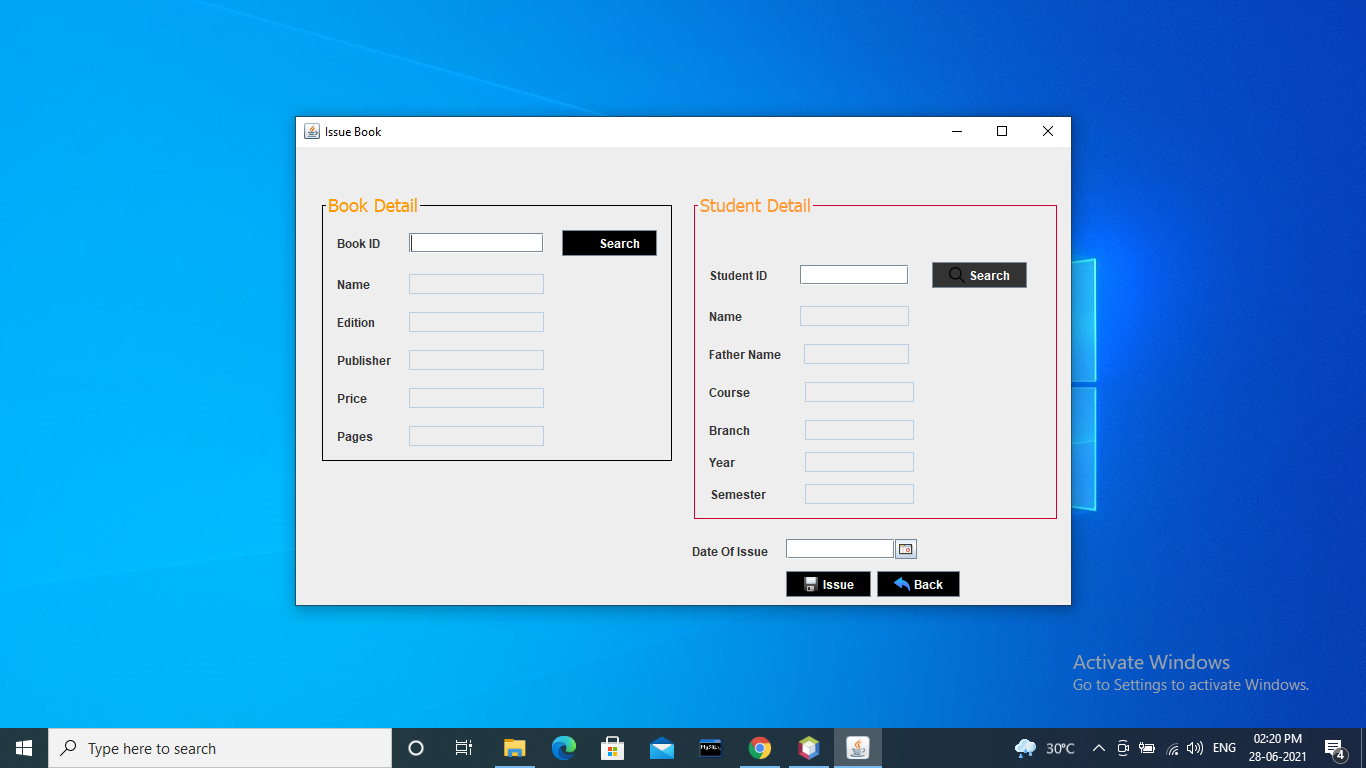 Issue Book
Book Detail
Book ID
Search
Name
Edition
Publisher
Price
Pages
Student Detail
Student ID
Search
Name
Father Name
Course
Branch
Year
Semester
Date Of Issue
Issue
Back
Activate Windows
Go to Settings to activate Windows.
Type here to search
MySQL
30°C
ENG
02:20 PM
28-06-2021
4